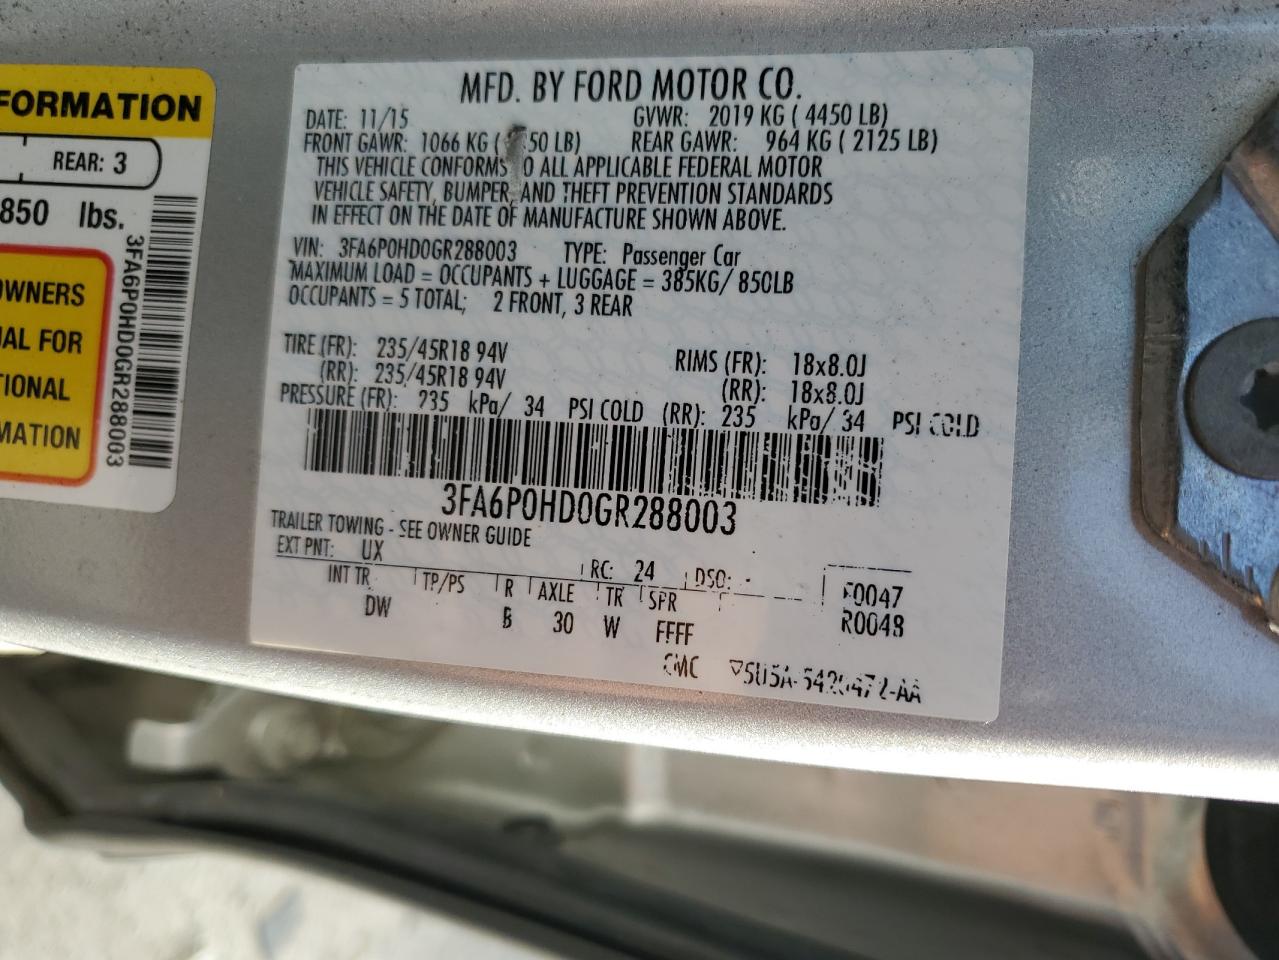 FORMATION
REAR: 3
850 lbs.
OWNERS
FOR
MATION
3FA6P0HD0GR288003
MFD. BY FORD MOTOR CO.
DATE: 11/15 GVWR: 2019 KG ( 4450 LB)
FRONT GAWR: 1066 KG ( 50 LB) REAR GAWR: 964 KG ( 2125 LB)
THIS VEHICLE CONFORMS TO ALL APPLICABLE FEDERAL MOTOR
VEHICLE SAFETY, BUMPER, AND THEFT PREVENTION STANDARDS
IN EFFECT ON THE DATE OF MANUFACTURE SHOWN ABOVE.
VIN: 3FA6P0HD0GR288003 TYPE: Passenger Car
MAXIMUM LOAD = OCCUPANTS + LUGGAGE = 385KG/ 850LB
OCCUPANTS = 5 TOTAL; 2 FRONT, 3 REAR
TIRE (FR): 235/45R18 94V RIMS (FR): 18x8.0J
(RR): 235/45R18 94V (RR): 18x8.0J
PRESSURE (FR): 235 kPa/ 34 PSI COLD (RR): 235 kPa/ 34 PSI COLD
3FA6P0HD0GR288003
TRAILER TOWING - SEE OWNER GUIDE
EXT PNT: UX RC: 24 DSO:
INT TR TP/PS R AXLE TR SPR F0047
DW B 30 W FFFF R0048
CMC